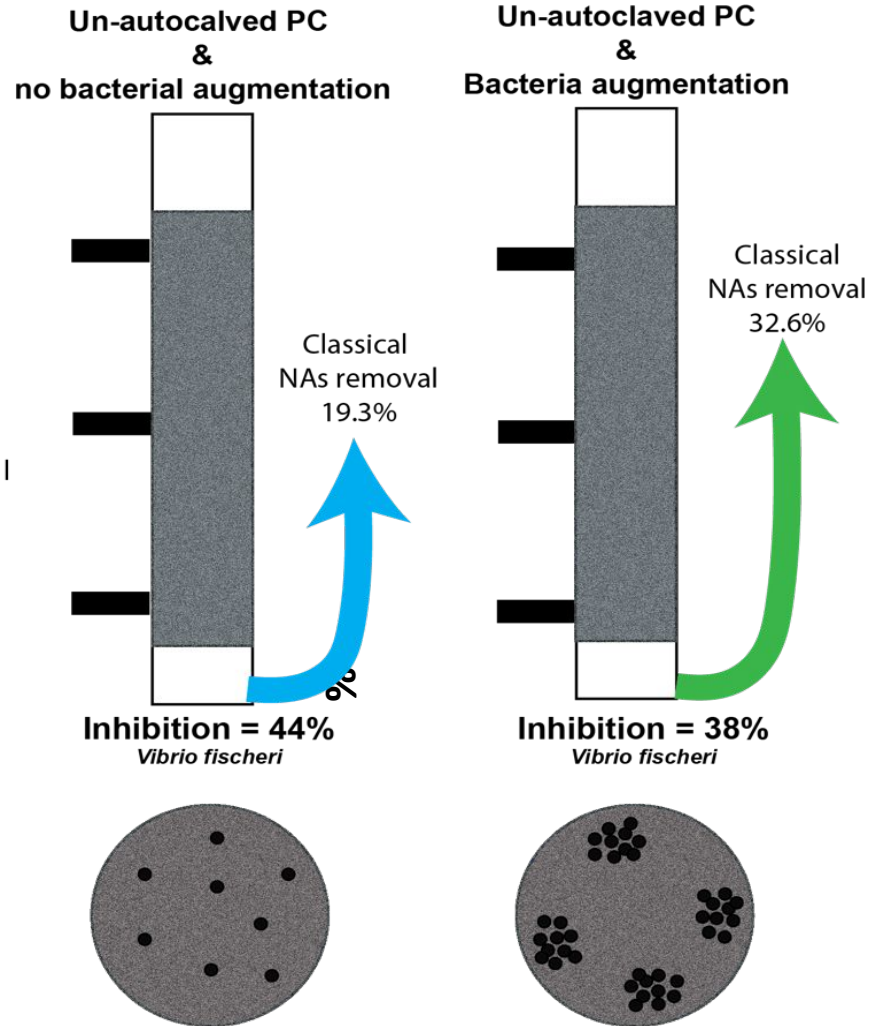 Un-autocalved PC
&
no bacterial augmentation
Un-autoclaved PC
&
Bacteria augmentation
Classical
NAs removal
19.3%
Classical
NAs removal
32.6%
l
%
Inhibition = 44%
Vibrio fischeri
Inhibition = 38%
Vibrio fischeri